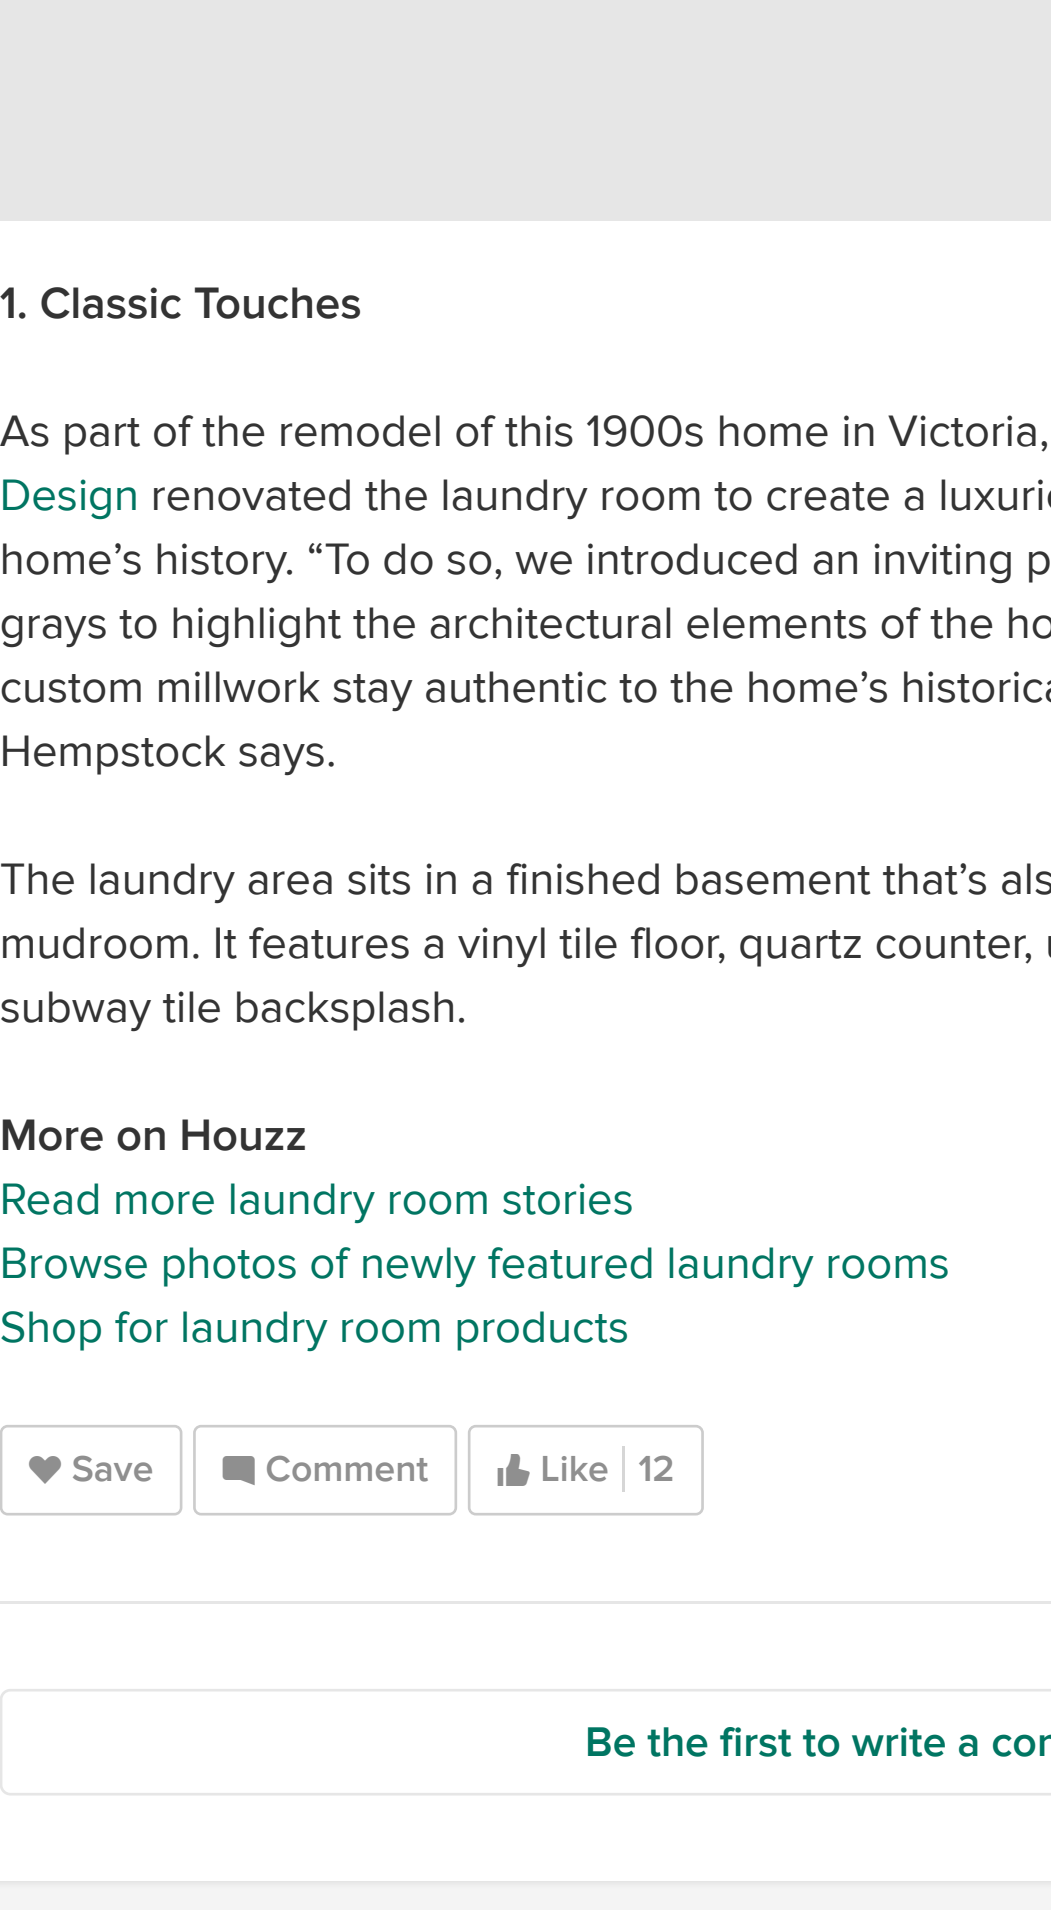 1. Classic Touches
As part of the remodel of this 1900s home in Victoria,
Design renovated the laundry room to create a
home’s history. “To do so, we introduced an inviting
grays to highlight the architectural elements of the
custom millwork stay authentic to the home’s
Hempstock says.
The laundry area sits in a finished basement that’s
mudroom. It features a vinyl tile floor, quartz counter,
subway tile backsplash.
More on Houzz
Read more laundry room stories
Browse photos of newly featured laundry rooms
Shop for laundry room products
Save Comment Like 12
Be the first to write a